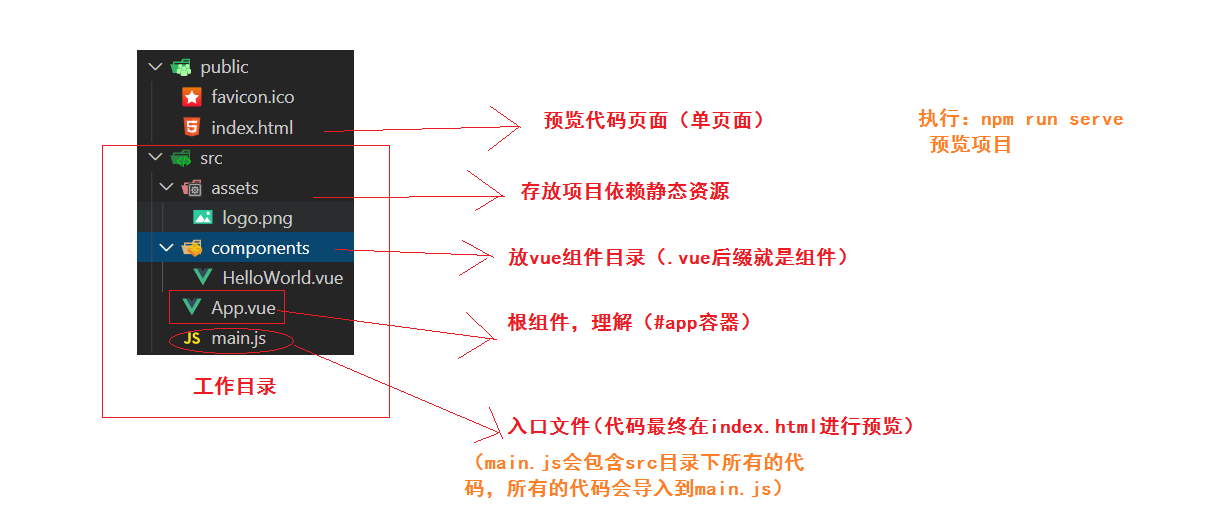 public
favicon.ico
index.html
预览代码页面（单页面）
执行：npm run serve
预览项目
src
assets
存放项目依赖静态资源
logo.png
components
放vue组件目录（.vue后缀就是组件）
HelloWorld.vue
App.vue
根组件，理解（#app容器）
JS main.js
工作目录
入口文件(代码最终在index.html进行预览）
（main.js会包含src目录下所有的代
码，所有的代码会导入到main.js）